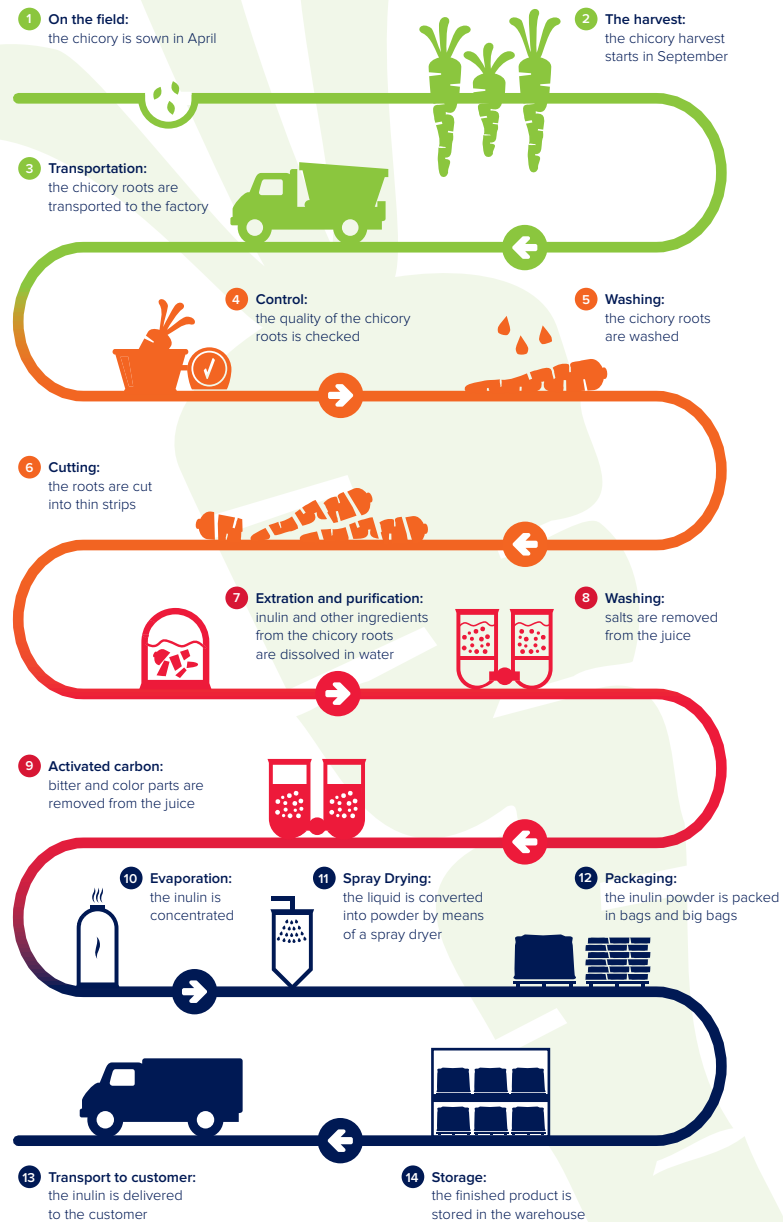 1 On the field:
the chicory is sown in April
2 The harvest:
the chicory harvest
starts in September
3 Transportation:
the chicory roots are
transported to the factory
4 Control:
the quality of the chicory
roots is checked
5 Washing:
the cichory roots
are washed
6 Cutting:
the roots are cut
into thin strips
7 Extration and purification:
inulin and other ingredients
from the chicory roots
are dissolved in water
8 Washing:
salts are removed
from the juice
9 Activated carbon:
bitter and color parts are
removed from the juice
10 Evaporation:
the inulin is
concentrated
11 Spray Drying:
the liquid is converted
into powder by means
of a spray dryer
12 Packaging:
the inulin powder is packed
in bags and big bags
13 Transport to customer:
the inulin is delivered
to the customer
14 Storage:
the finished product is
stored in the warehouse